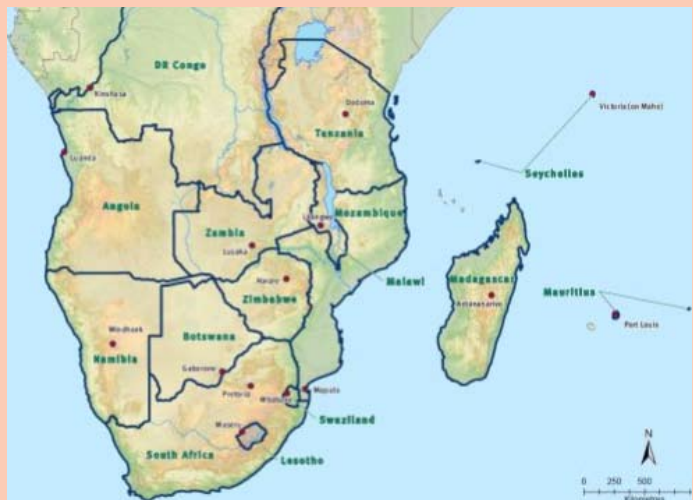 DR Congo
Kinshasa
Dodoma
Tanzania
Victoria (on Mahe)
Luanda
Seychelles
Angola
Mozambique
Lilongwe
Zambia
Lusaka
Malawi
Harare
Zimbabwe
Madagascar
Antananarivo
Mauritius
Port Louis
Windhoek
Namibia
Botswana
Gaborone
Pretoria
Mbabane
Maputo
Swaziland
Maseru
South Africa
Lesotho
N
0 250 500
Kilometres